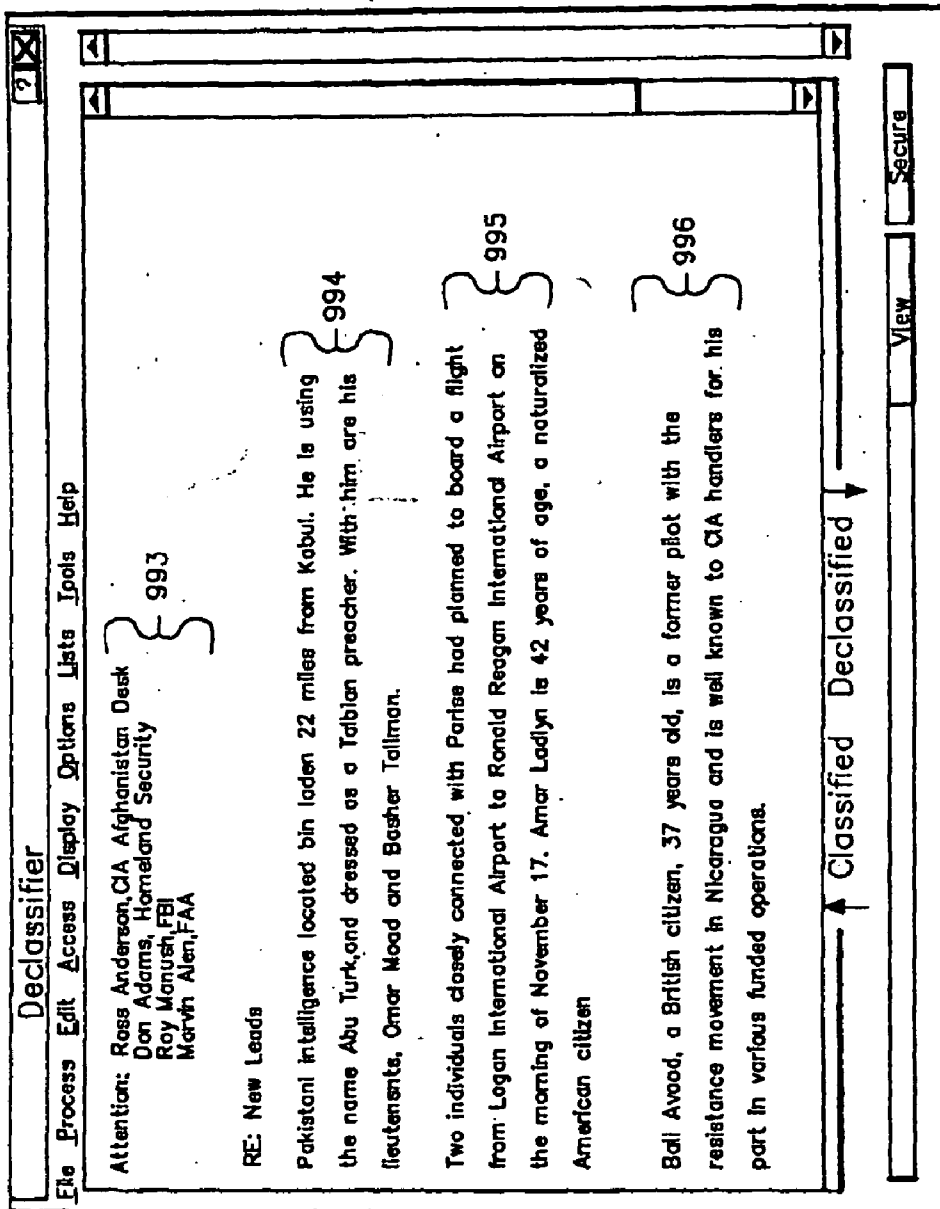 Declassifier
? X
File Process Edit Access Display Options Lists Tools Help
Attention: Ross Anderson,CIA Afghanistan Desk
Don Adams, Homeland Security
Roy Manush,FBI
Marvin Alen,FAA
993
RE: New Leads
Pakistani intelligence located bin laden 22 miles from Kabul. He is using
the name Abu Turk,and dressed as a Talbian preacher. With him are his
lieutenants, Omar Moad and Basher Tallman.
994
Two individuals closely connected with Parise had planned to board a flight
from Logan International Airport to Ronald Reagan International Airport on
the morning of November 17. Amar Ladlyn is 42 years of age, a naturalized
American citizen
995
Ball Avood, a British citizen, 37 years old, is a former pilot with the
resistance movement in Nicaragua and is well known to CIA handlers for his
part in various funded operations.
996
Classified Declassified
View Secure